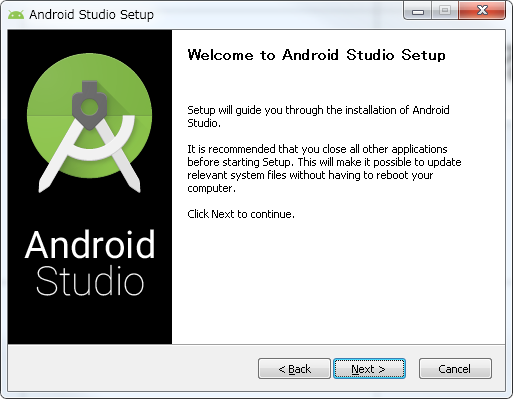 Android Studio Setup
Welcome to Android Studio Setup
Setup will guide you through the installation of Android
Studio.
It is recommended that you close all other applications
before starting Setup. This will make it possible to update
relevant system files without having to reboot your
computer.
Click Next to continue.
Android
Studio
< Back
Next >
Cancel